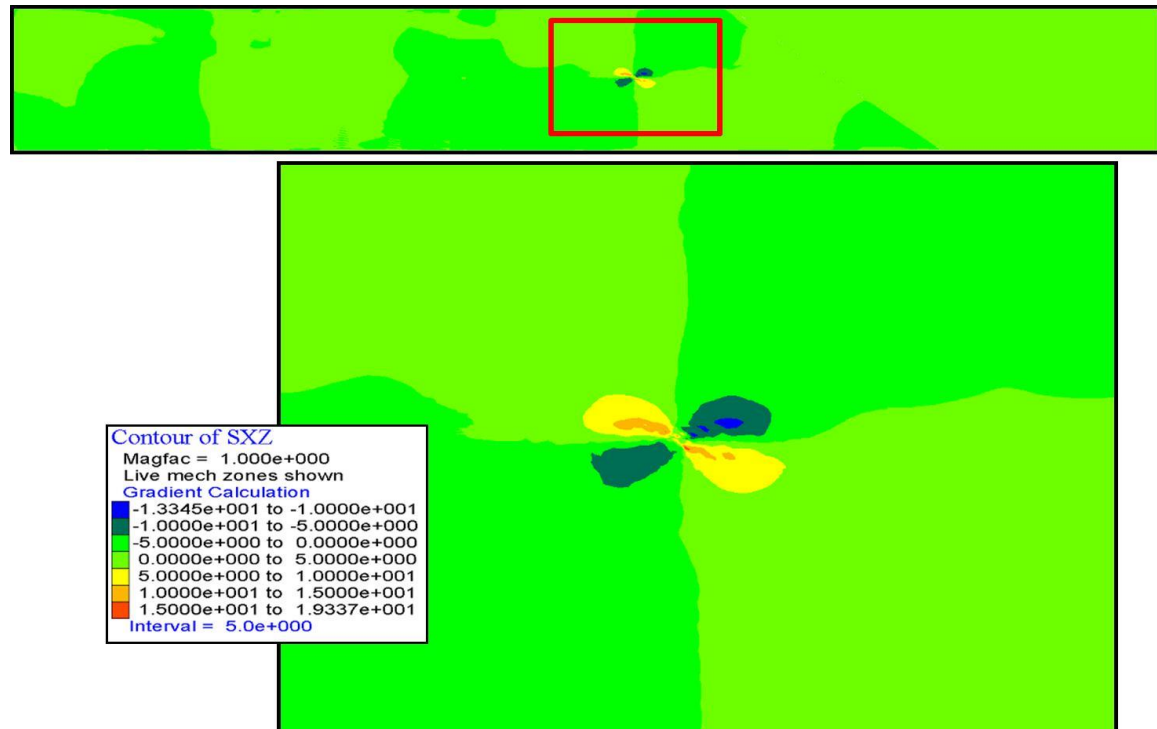 Contour of SXZ
Magfac = 1.000e+000
Live mech zones shown
Gradient Calculation
-1.3345e+001 to -1.0000e+001
-1.0000e+001 to -5.0000e+000
-5.0000e+000 to 0.0000e+000
0.0000e+000 to 5.0000e+000
5.0000e+000 to 1.0000e+001
1.0000e+001 to 1.5000e+001
1.5000e+001 to 1.9337e+001
Interval = 5.0e+000